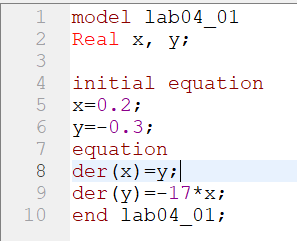 1 model lab04_01
2 Real x, y;
3
4 initial equation
5 x=0.2;
6 y=-0.3;
7 equation
8 der(x)=y;
9 der(y)=-17*x;
10 end lab04_01;